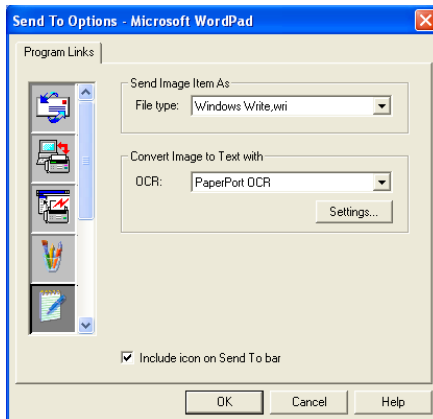 Send To Options - Microsoft WordPad
Program Links
Send Image Item As
File type: Windows Write,wri
Convert Image to Text with
OCR: PaperPort OCR
Settings...
Include icon on Send To bar
OK Cancel Help